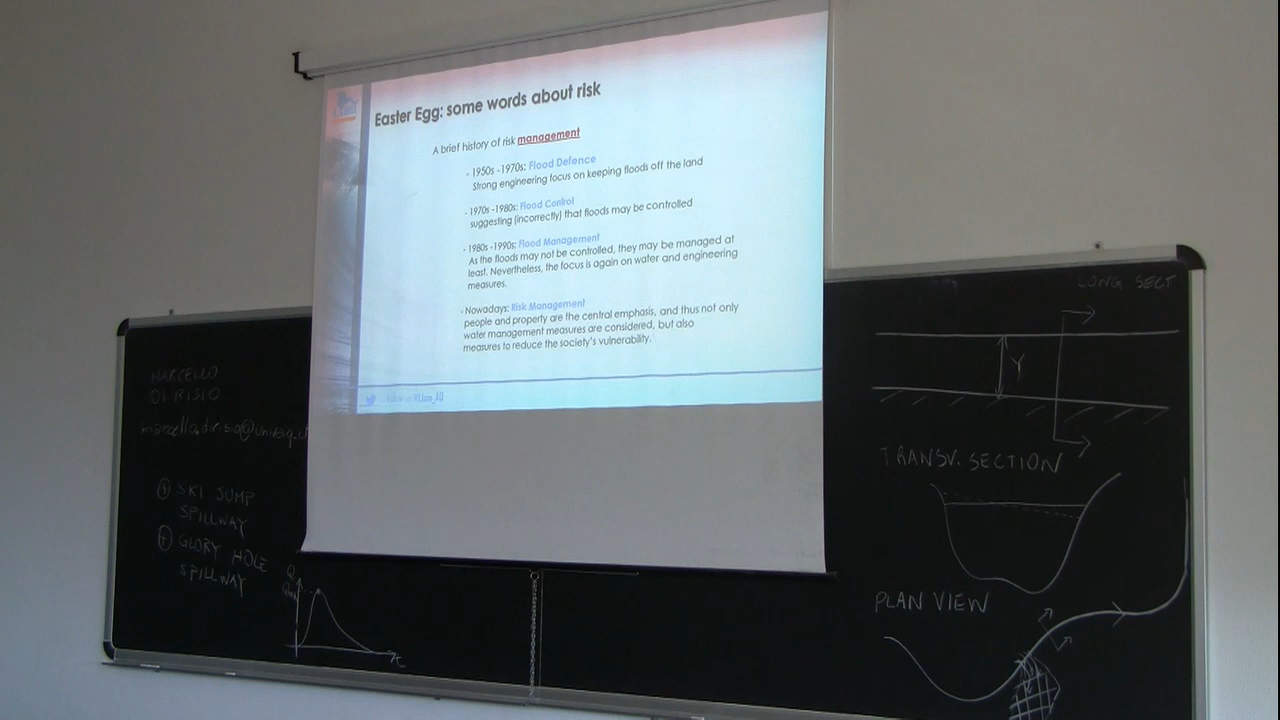 Easter Egg: some words about risk
A brief history of risk management
- 1950s -1970s: Flood Defence
Strong engineering focus on keeping floods off the land
- 1970s -1980s: Flood Control
suggesting (incorrectly) that floods may be controlled
- 1980s -1990s: Flood Management
As the floods may not be controlled, they may be managed at
least. Nevertheless, the focus is again on water and engineering
measures.
- Nowadays: Risk Management
people and property are the central emphasis, and thus not only
water management measures are considered, but also
measures to reduce the society's vulnerability.
MARCELLO
DI RISIO
SKI JUMP
SPILLWAY
GLORY HOLE
SPILLWAY
Q
t
LONG SECT
Y
TRANSV. SECTION
PLAN VIEW